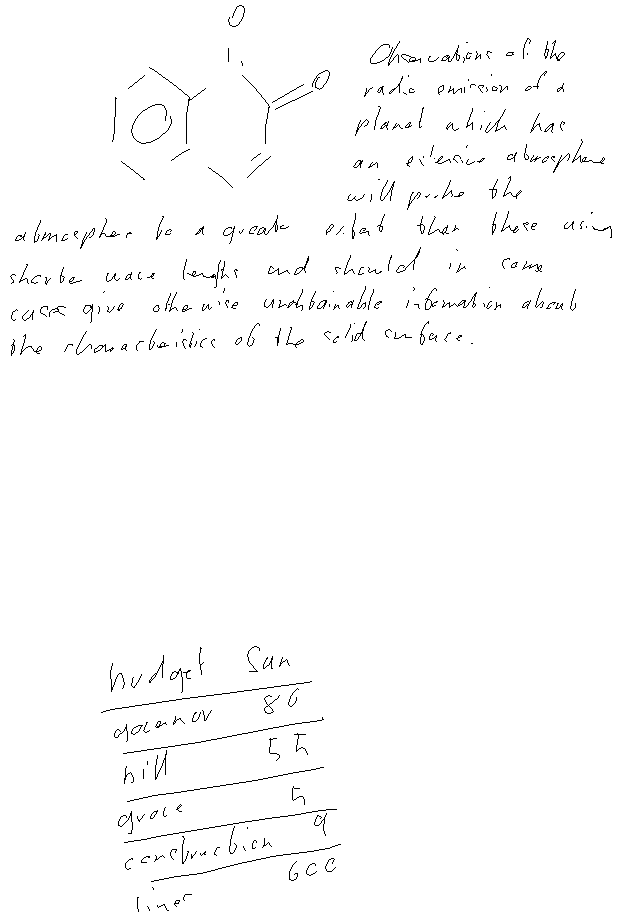 O
O
Observations of the
radio emission of a
planet which has
an extensive atmosphere
will probe the
atmosphere to a greater extent than those using
shorter wave lengths and should in some
cases give otherwise unobtainable information about
the characteristics of the solid surface.
budget Sun
governor 80
hill 55
grace 5
construction 9
liner 600